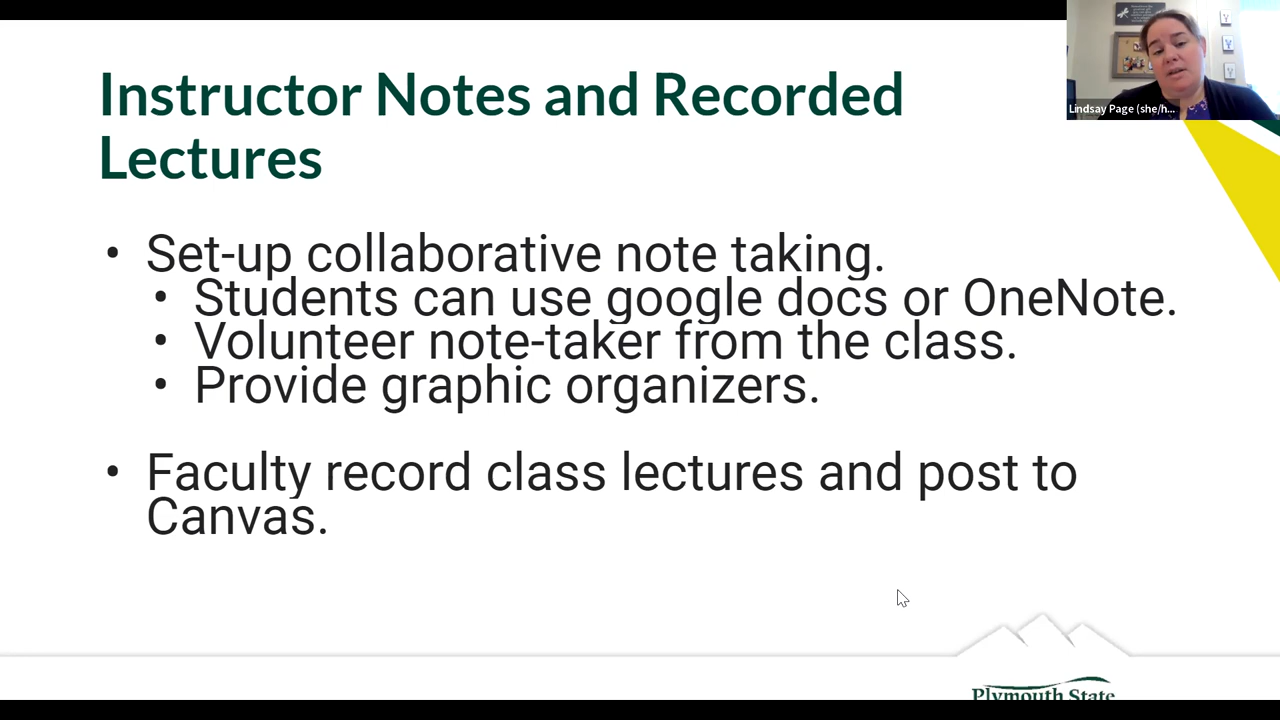 Instructor Notes and Recorded
Lectures
Lindsay Page (she/h...
• Set-up collaborative note taking.
• Students can use google docs or OneNote.
• Volunteer note-taker from the class.
• Provide graphic organizers.
• Faculty record class lectures and post to
Canvas.
Plymouth State